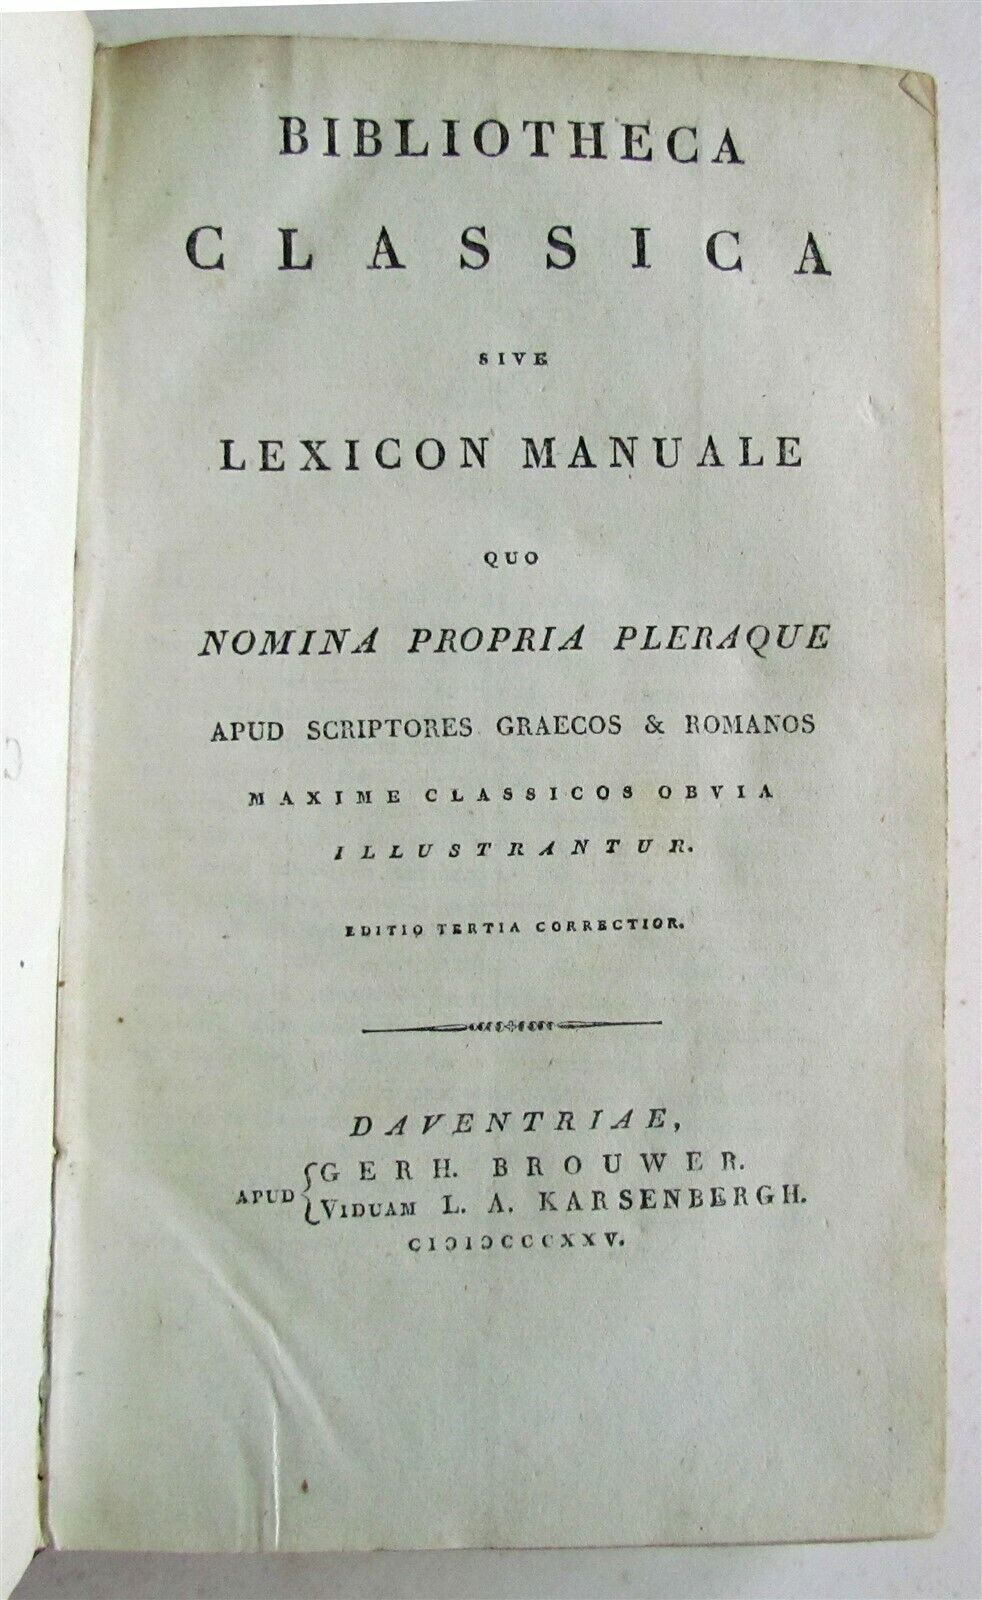 BIBLIOTHECA
CLASSICA
SIVE
LEXICON MANUALE
QUO
NOMINA PROPRIA PLERAQUE
APUD SCRIPTORES GRAECOS & ROMANOS
MAXIME CLASSICOS OBVIA
ILLUSTRANTUR.
EDITIO TERTIA CORRECTIOR.
DAVENTRIAE,
APUD { GERH. BROUWER.
VIDUAM L. A. KARSENBERGH.
CIↃIↃCCCXXV.